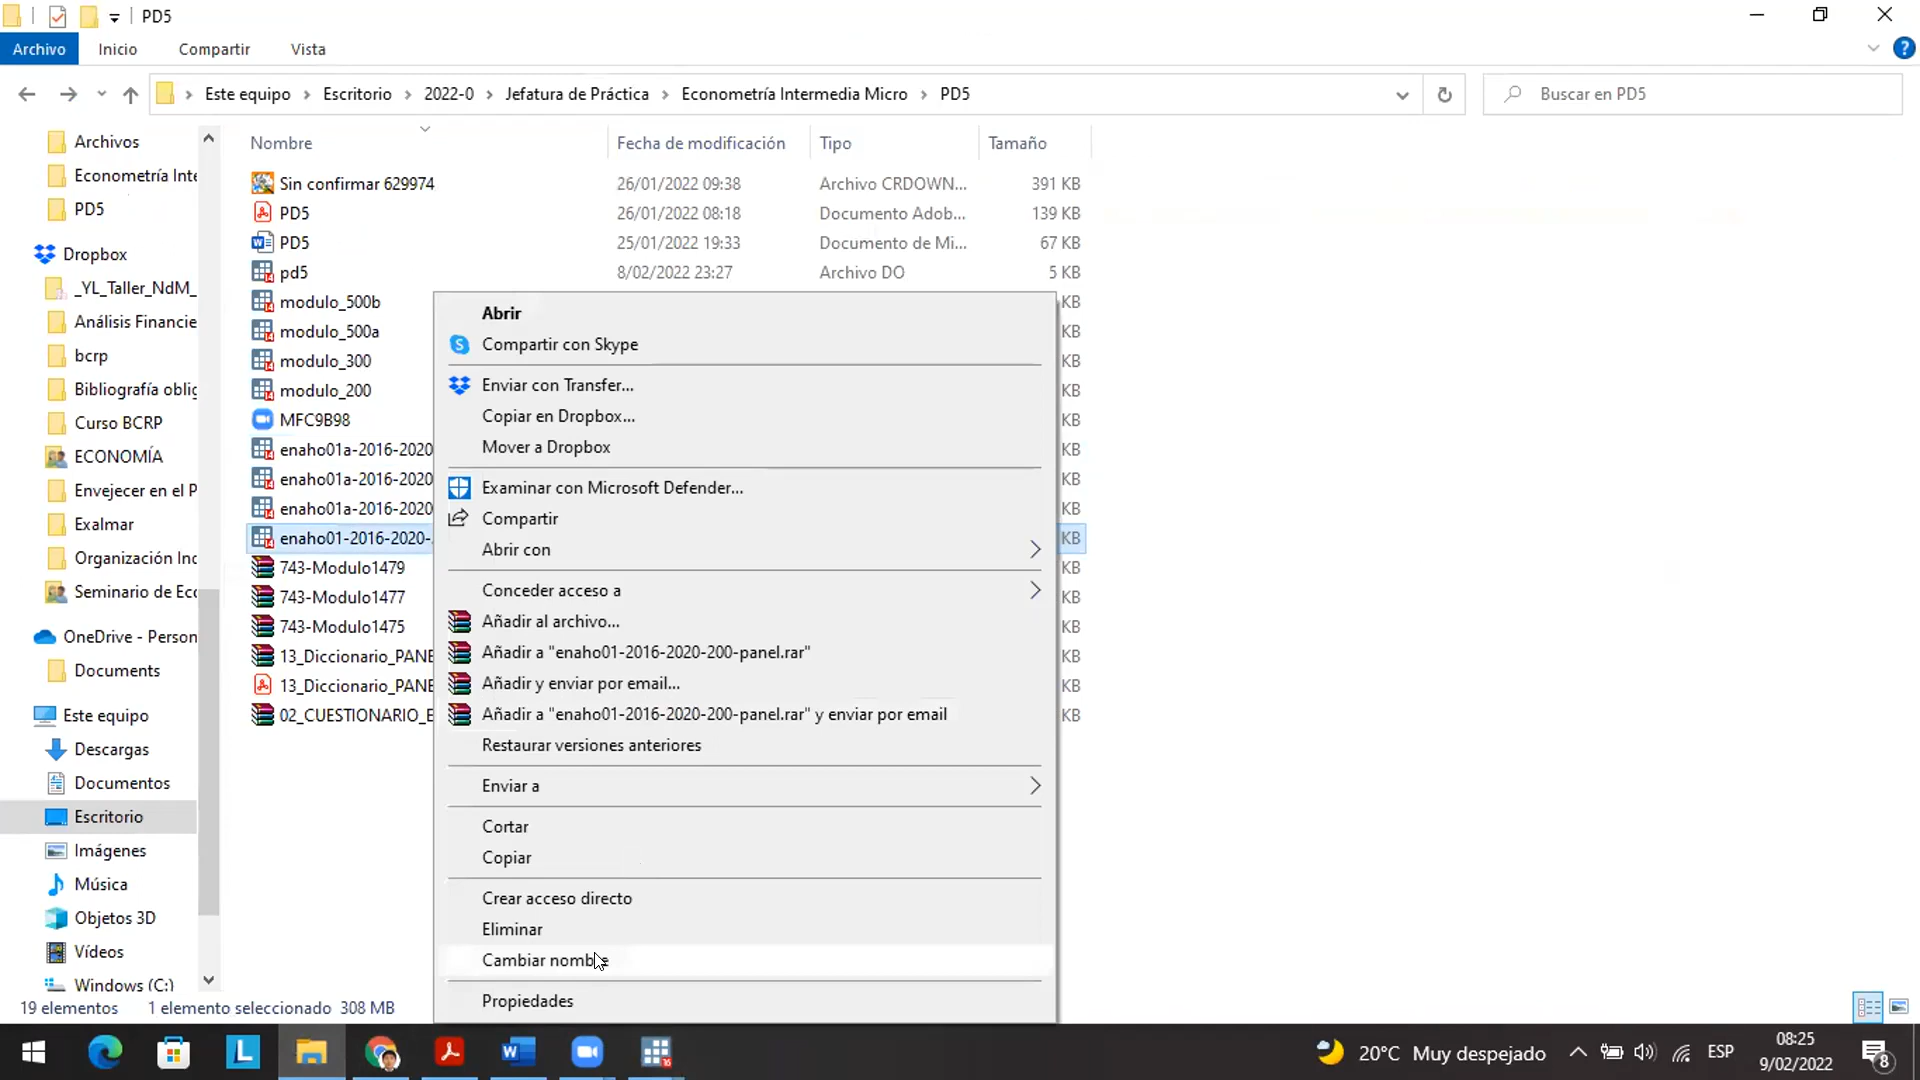 PD5
Archivo Inicio Compartir Vista
Este equipo Escritorio 2022-0 Jefatura de Práctica Econometría Intermedia Micro PD5
Buscar en PD5
Archivos
Econometría Inte
PD5
Dropbox
_YL_Taller_NdM_
Análisis Financie
bcrp
Bibliografía oblig
Curso BCRP
ECONOMÍA
Envejecer en el P
Exalmar
Organización Inc
Seminario de Ecc
OneDrive - Person
Documents
Este equipo
Descargas
Documentos
Escritorio
Imágenes
Música
Objetos 3D
Vídeos
Windows (C:)
Nombre Fecha de modificación Tipo Tamaño
Sin confirmar 629974 26/01/2022 09:38 Archivo CRDOWN... 391 KB
PD5 26/01/2022 08:18 Documento Adob... 139 KB
PD5 25/01/2022 19:33 Documento de Mi... 67 KB
pd5 8/02/2022 23:27 Archivo DO 5 KB
modulo_500b KB
modulo_500a KB
modulo_300 KB
modulo_200 KB
MFC9B98 KB
enaho01a-2016-2020 KB
enaho01a-2016-2020 KB
enaho01a-2016-2020 KB
enaho01-2016-2020- KB
743-Modulo1479 KB
743-Modulo1477 KB
743-Modulo1475 KB
13_Diccionario_PANE KB
13_Diccionario_PANE KB
02_CUESTIONARIO_E KB
Abrir
Compartir con Skype
Enviar con Transfer...
Copiar en Dropbox...
Mover a Dropbox
Examinar con Microsoft Defender...
Compartir
Abrir con
Conceder acceso a
Añadir al archivo...
Añadir a "enaho01-2016-2020-200-panel.rar"
Añadir y enviar por email...
Añadir a "enaho01-2016-2020-200-panel.rar" y enviar por email
Restaurar versiones anteriores
Enviar a
Cortar
Copiar
Crear acceso directo
Eliminar
Cambiar nombre
Propiedades
19 elementos 1 elemento seleccionado 308 MB
20°C Muy despejado ESP 08:25
9/02/2022
8